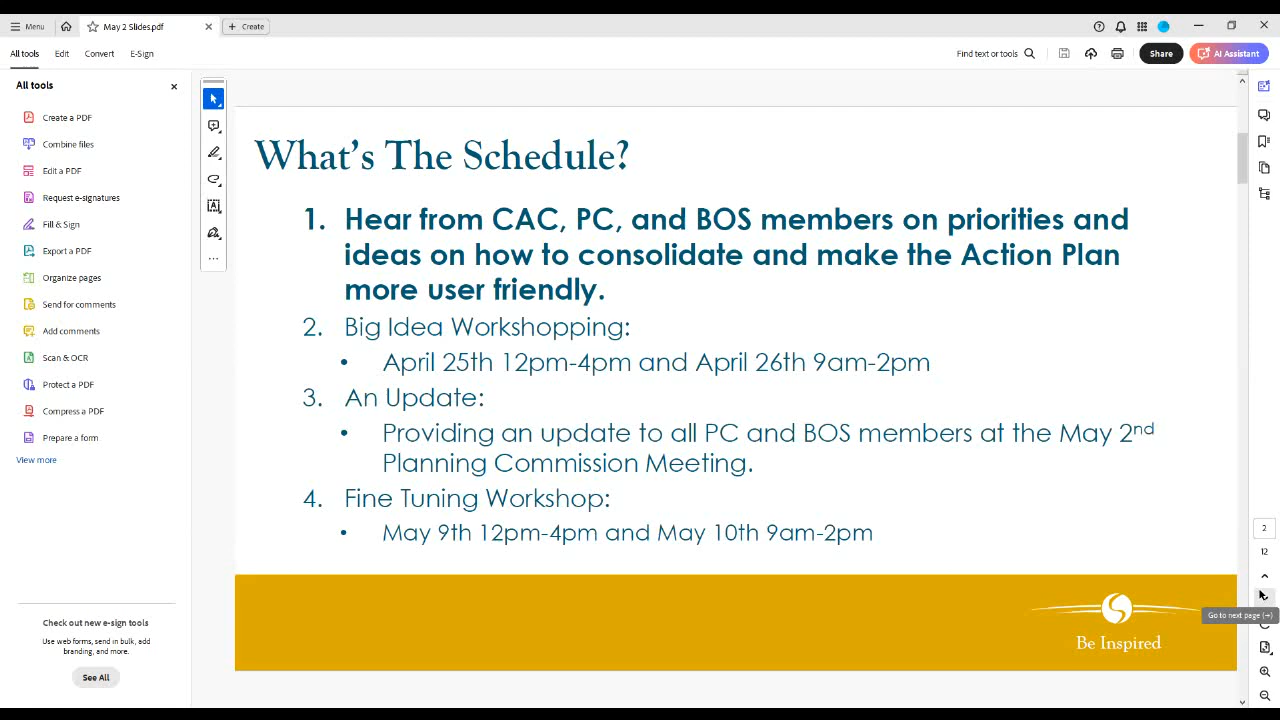 Menu
May 2 Slides.pdf
Create
All tools
Edit
Convert
E-Sign
Find text or tools
Share
AI Assistant
All tools
Create a PDF
Combine files
Edit a PDF
Request e-signatures
Fill & Sign
Export a PDF
Organize pages
Send for comments
Add comments
Scan & OCR
Protect a PDF
Compress a PDF
Prepare a form
View more
Check out new e-sign tools
Use web forms, send in bulk, add
branding, and more.
See All
What's The Schedule?
1. Hear from CAC, PC, and BOS members on priorities and
ideas on how to consolidate and make the Action Plan
more user friendly.
2. Big Idea Workshopping:
• April 25th 12pm-4pm and April 26th 9am-2pm
3. An Update:
• Providing an update to all PC and BOS members at the May 2nd
Planning Commission Meeting.
4. Fine Tuning Workshop:
• May 9th 12pm-4pm and May 10th 9am-2pm
Be Inspired
2
12
Go to next page (→)